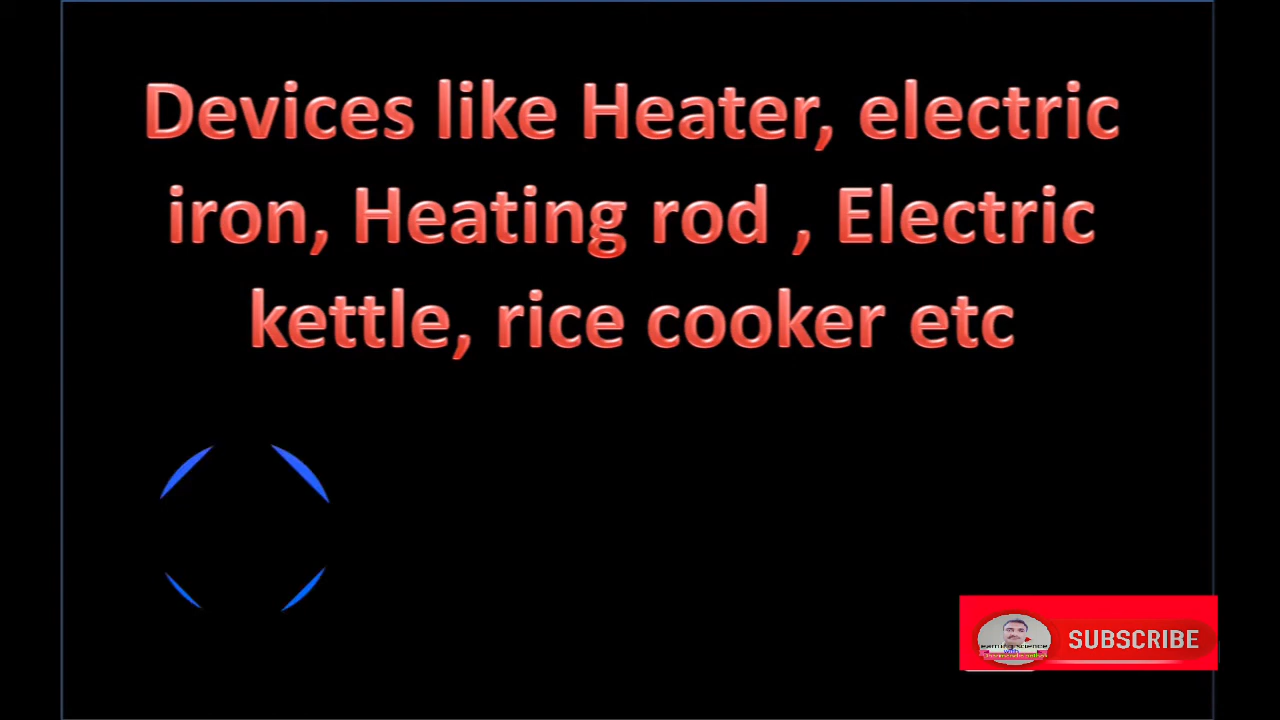 Devices like Heater, electric
iron, Heating rod , Electric
kettle, rice cooker etc
SUBSCRIBE